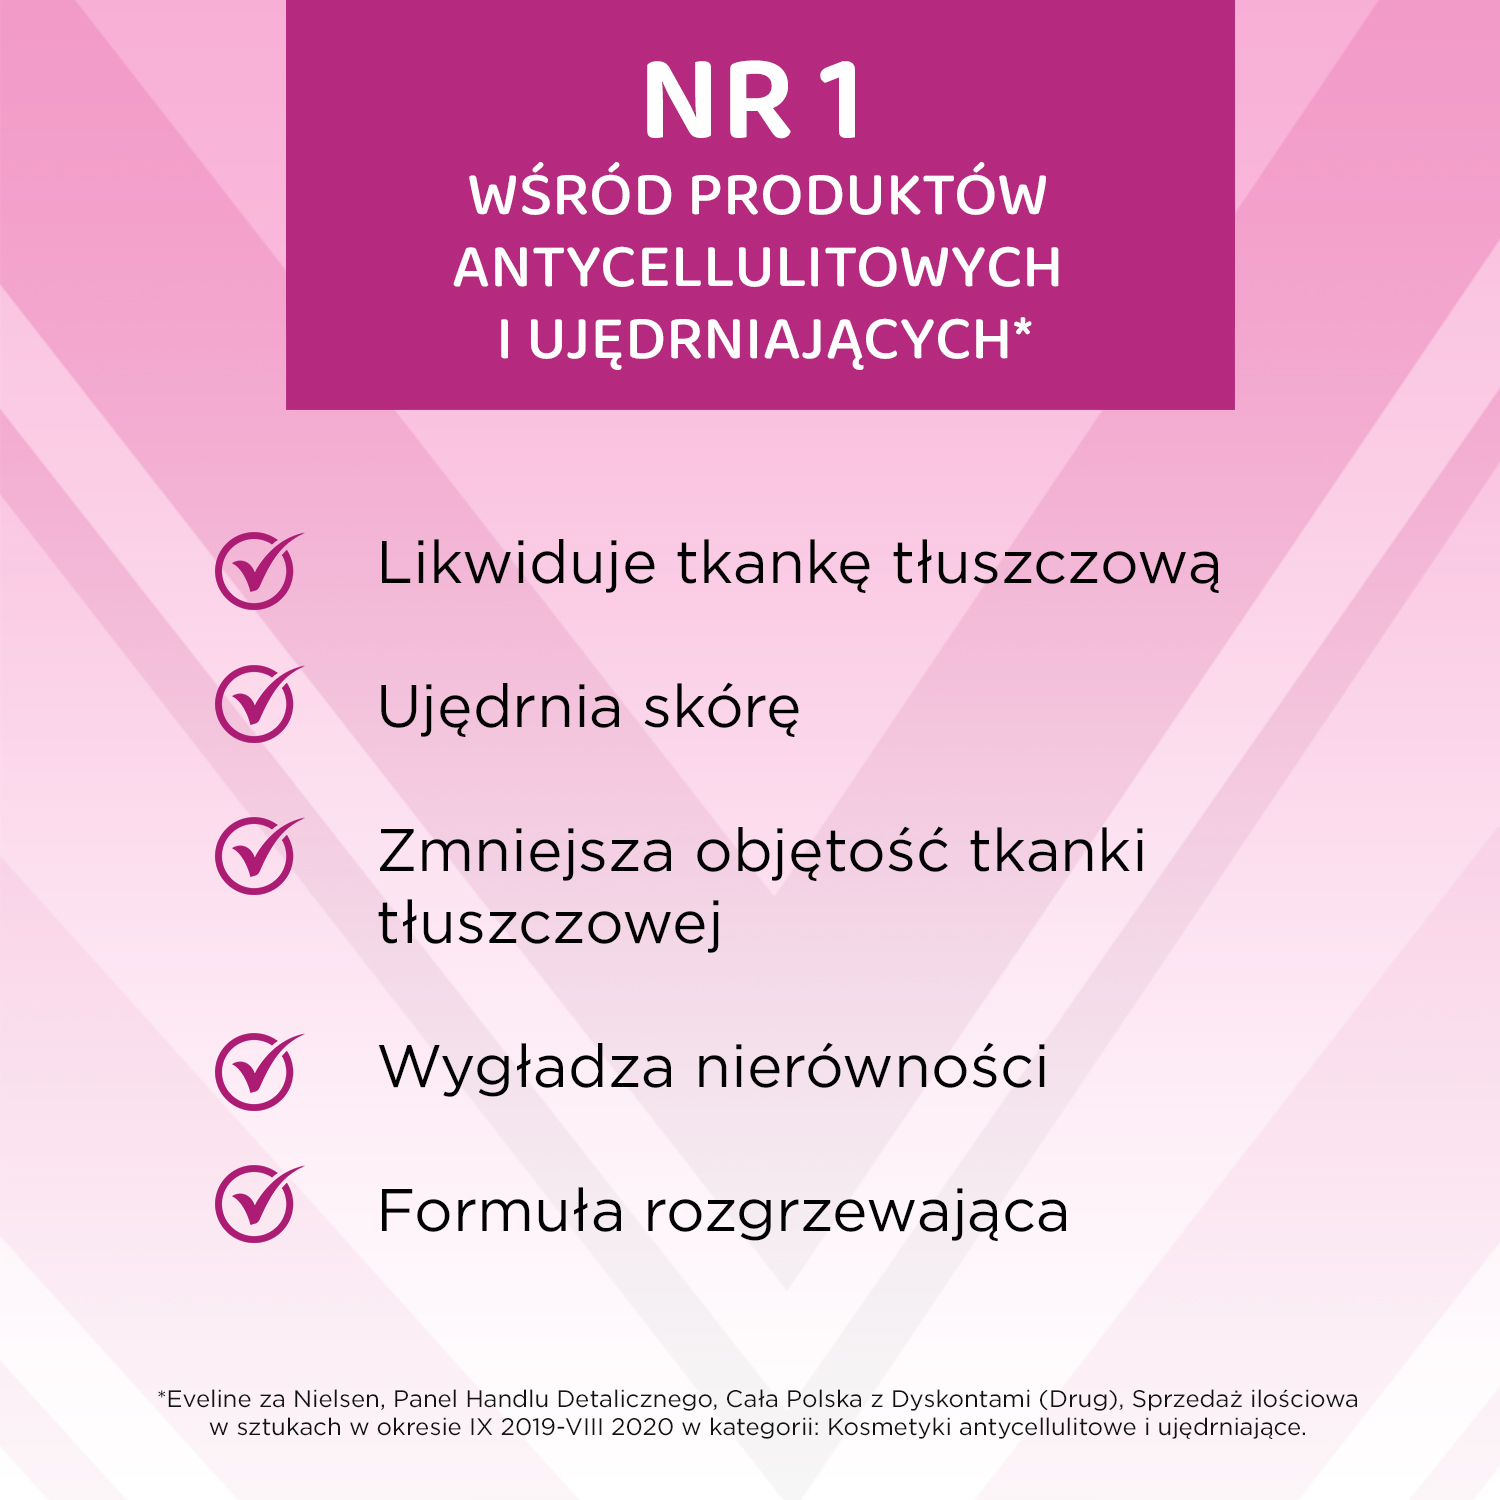 NR 1
WŚRÓD PRODUKTÓW
ANTYCELLULITOWYCH
I UJĘDRNIAJĄCYCH*
Likwiduje tkankę tłuszczową
Ujędrnia skórę
Zmniejsza objętość tkanki
tłuszczowej
Wygładza nierówności
Formuła rozgrzewająca
*Eveline za Nielsen, Panel Handlu Detalicznego, Cała Polska z Dyskontami (Drug), Sprzedaż ilościowa
w sztukach w okresie IX 2019-VIII 2020 w kategorii: Kosmetyki antycellulitowe i ujędrniające.